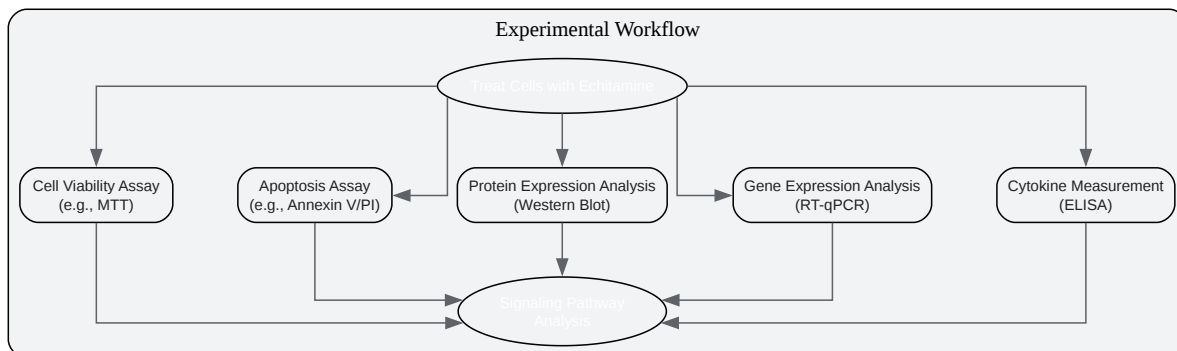 Experimental Workflow
Treat Cells with Echitamine
Cell Viability Assay
(e.g., MTT)
Apoptosis Assay
(e.g., Annexin V/PI)
Protein Expression Analysis
(Western Blot)
Gene Expression Analysis
(RT-qPCR)
Cytokine Measurement
(ELISA)
Signaling Pathway
Analysis